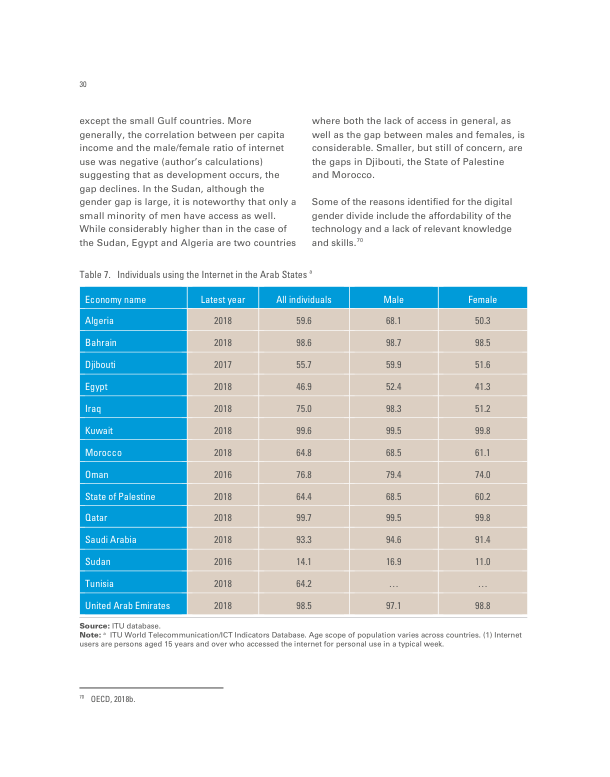 30
except the small Gulf countries. More
generally, the correlation between per capita
income and the male/female ratio of internet
use was negative (author's calculations)
suggesting that as development occurs, the
gap declines. In the Sudan, although the
gender gap is large, it is noteworthy that only a
small minority of men have access as well.
While considerably higher than in the case of
the Sudan, Egypt and Algeria are two countries
where both the lack of access in general, as
well as the gap between males and females, is
considerable. Smaller, but still of concern, are
the gaps in Djibouti, the State of Palestine
and Morocco.
Some of the reasons identified for the digital
gender divide include the affordability of the
technology and a lack of relevant knowledge
and skills.70
Table 7. Individuals using the Internet in the Arab States a
Economy name Latest year All individuals Male Female
Algeria 2018 59.6 68.1 50.3
Bahrain 2018 98.6 98.7 98.5
Djibouti 2017 55.7 59.9 51.6
Egypt 2018 46.9 52.4 41.3
Iraq 2018 75.0 98.3 51.2
Kuwait 2018 99.6 99.5 99.8
Morocco 2018 64.8 68.5 61.1
Oman 2016 76.8 79.4 74.0
State of Palestine 2018 64.4 68.5 60.2
Qatar 2018 99.7 99.5 99.8
Saudi Arabia 2018 93.3 94.6 91.4
Sudan 2016 14.1 16.9 11.0
Tunisia 2018 64.2 ... ...
United Arab Emirates 2018 98.5 97.1 98.8
Source: ITU database.
Note: a ITU World Telecommunication/ICT Indicators Database. Age scope of population varies across countries. (1) Internet
users are persons aged 15 years and over who accessed the internet for personal use in a typical week.
70 OECD, 2018b.